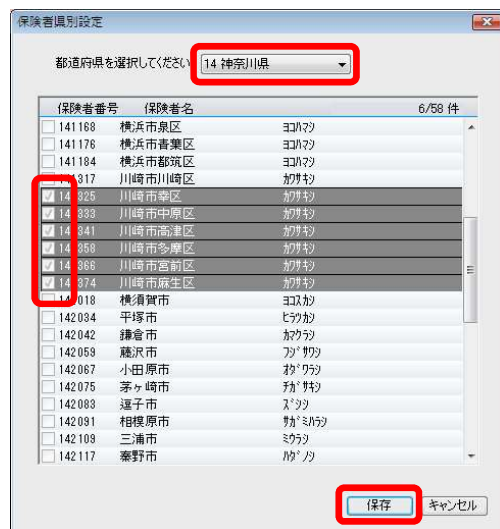 保険者県別設定
都道府県を選択してください 14 神奈川県
保険者番号 保険者名 6/58 件
141168 横浜市泉区 ﾖｺﾊﾏｼ
141176 横浜市青葉区 ﾖｺﾊﾏｼ
141184 横浜市都筑区 ﾖｺﾊﾏｼ
317 川崎市川崎区 ｶﾜｻｷｼ
325 川崎市幸区 ｶﾜｻｷｼ
333 川崎市中原区 ｶﾜｻｷｼ
341 川崎市高津区 ｶﾜｻｷｼ
358 川崎市多摩区 ｶﾜｻｷｼ
366 川崎市宮前区 ｶﾜｻｷｼ
374 川崎市麻生区 ｶﾜｻｷｼ
018 横須賀市 ﾖｺｽｶｼ
142034 平塚市 ﾋﾗﾂｶｼ
142042 鎌倉市 ｶﾏｸﾗｼ
142059 藤沢市 ﾌｼﾞｻﾜｼ
142067 小田原市 ｵﾀﾞﾜﾗｼ
142075 茅ヶ崎市 ﾁｶﾞｻｷｼ
142083 逗子市 ｽﾞｼｼ
142091 相模原市 ｻｶﾞﾐﾊﾗｼ
142109 三浦市 ﾐｳﾗｼ
142117 秦野市 ﾊﾀﾞﾉｼ
保存 キャンセル